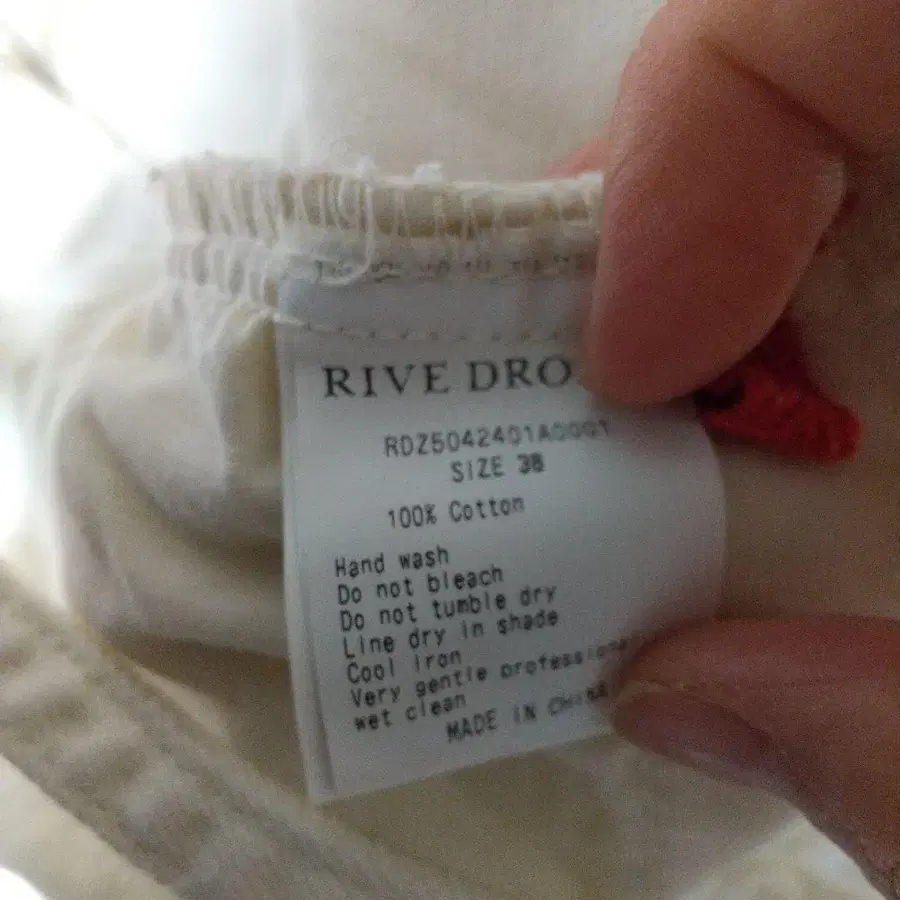 RIVE DRO
RDZ5042401A0001
SIZE 38
100% Cotton
Hand wash
Do not bleach
Do not tumble dry
Line dry in shade
Cool iron
Very gentle professional
wet clean
MADE IN CHINA